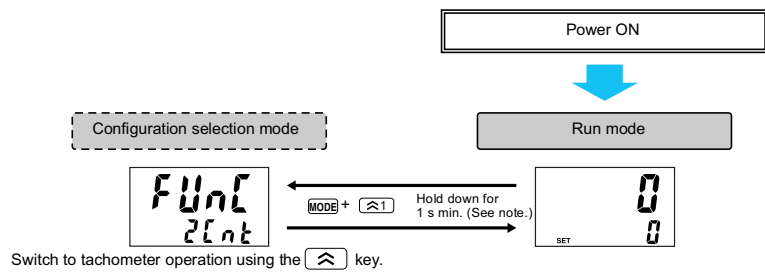 Power ON
Configuration selection mode
Run mode
FUnC
2Cnt
MODE + 1
Hold down for
1 s min. (See note.)
0
SET 0
Switch to tachometer operation using the key.